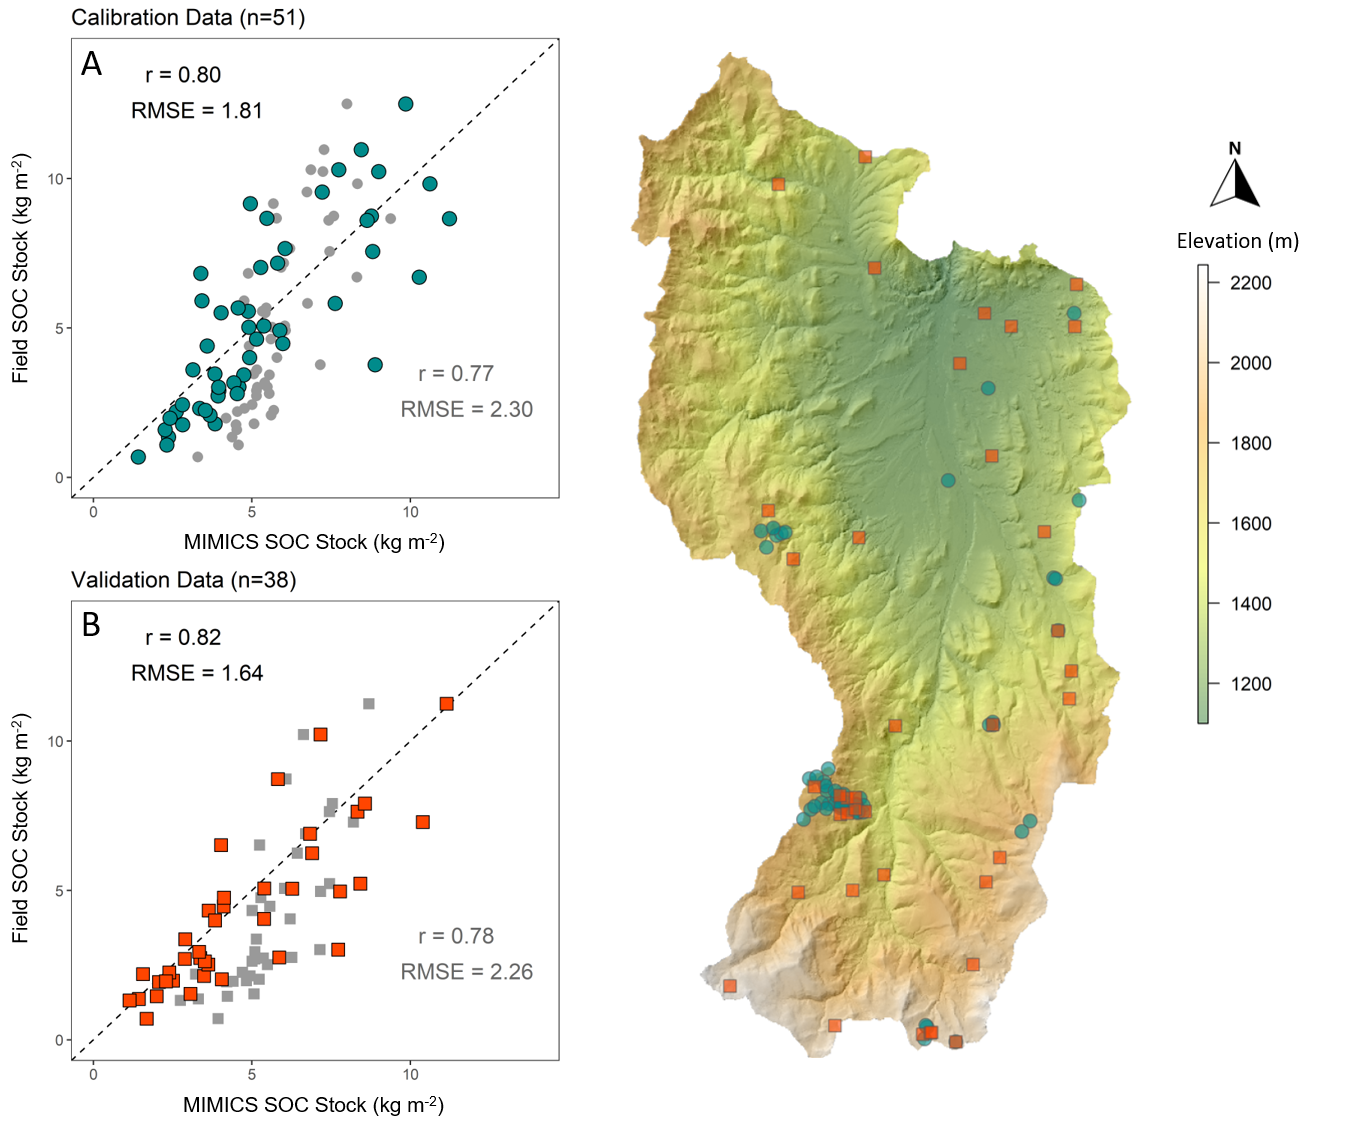 Calibration Data (n=51)
A
r = 0.80
RMSE = 1.81
r = 0.77
RMSE = 2.30
10
5
0
0 5 10
Field SOC Stock (kg m-2)
MIMICS SOC Stock (kg m-2)
Validation Data (n=38)
B
r = 0.82
RMSE = 1.64
r = 0.78
RMSE = 2.26
10
5
0
0 5 10
Field SOC Stock (kg m-2)
MIMICS SOC Stock (kg m-2)
N
Elevation (m)
2200
2000
1800
1600
1400
1200